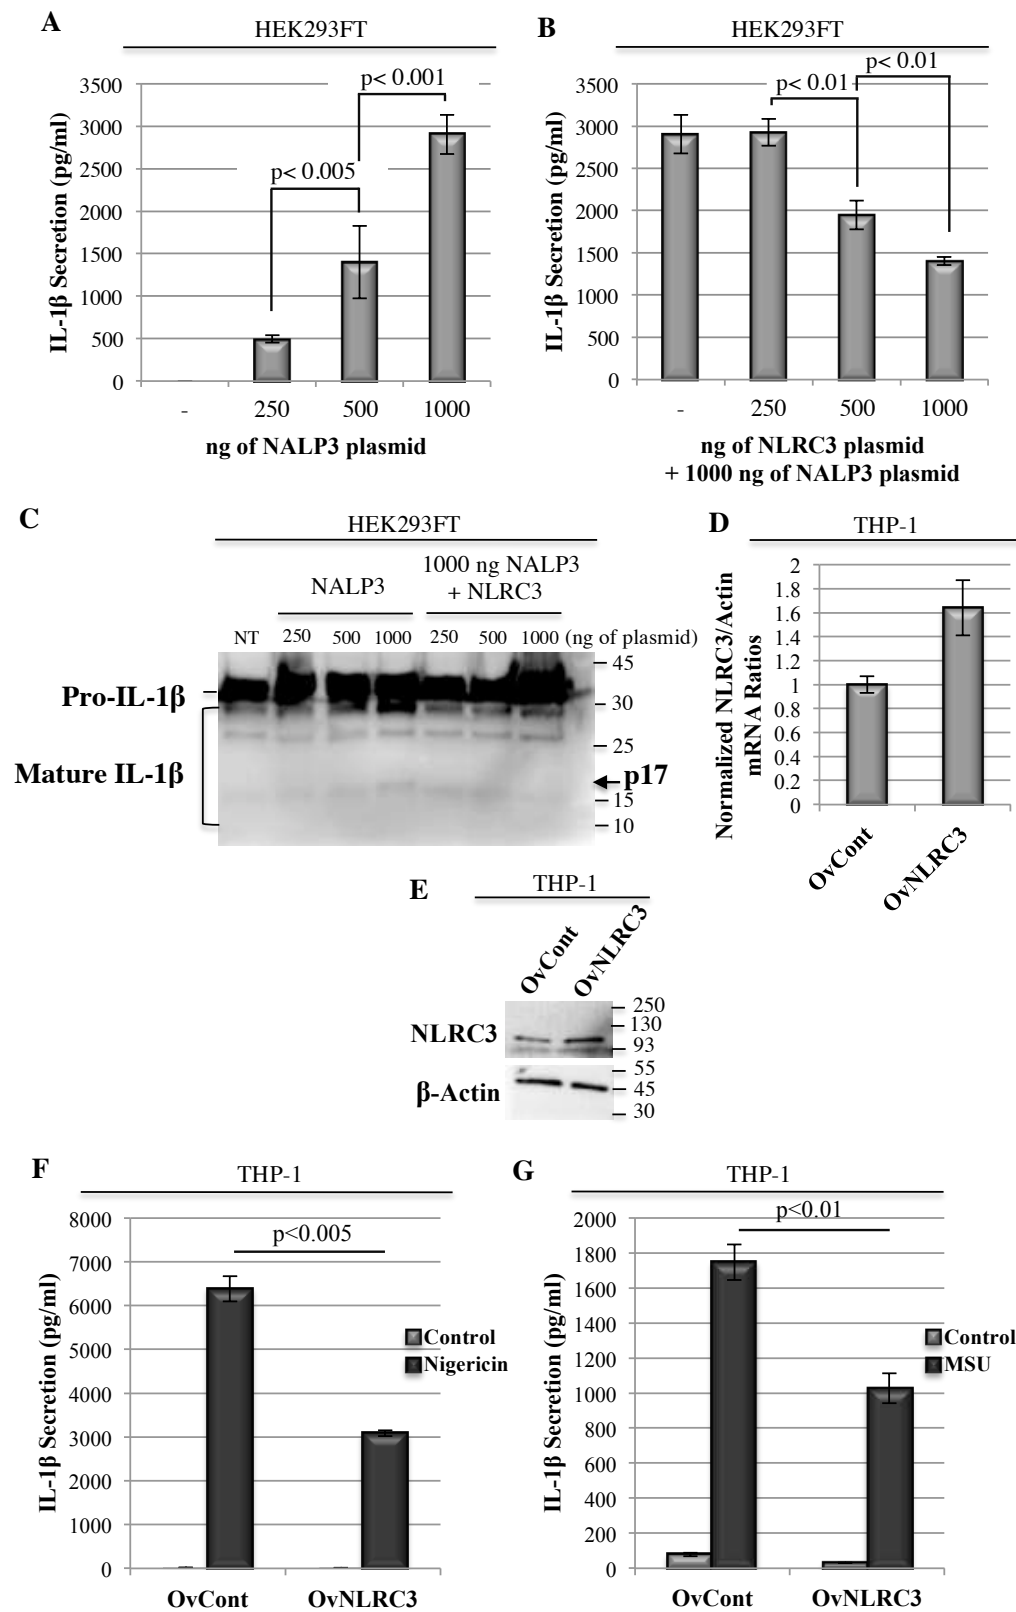 A
HEK293FT
IL-1β Secretion (pg/ml)
3500
3000
2500
2000
1500
1000
500
0
p< 0.005
p< 0.001
- 250 500 1000
ng of NALP3 plasmid
B
HEK293FT
IL-1β Secretion (pg/ml)
3500
3000
2500
2000
1500
1000
500
0
p< 0.01
p< 0.01
- 250 500 1000
ng of NLRC3 plasmid
+ 1000 ng of NALP3 plasmid
C
HEK293FT
NALP3
1000 ng NALP3
+ NLRC3
NT 250 500 1000 250 500 1000 (ng of plasmid)
Pro-IL-1β
Mature IL-1β
45
30
25
p17
15
10
D
THP-1
Normalized NLRC3/Actin
mRNA Ratios
2
1.8
1.6
1.4
1.2
1
0.8
0.6
0.4
0.2
0
OvCont OvNLRC3
E
THP-1
OvCont OvNLRC3
NLRC3
250
130
93
β-Actin
55
45
30
F
THP-1
IL-1β Secretion (pg/ml)
8000
7000
6000
5000
4000
3000
2000
1000
0
p<0.005
Control
Nigericin
OvCont OvNLRC3
G
THP-1
IL-1β Secretion (pg/ml)
2000
1800
1600
1400
1200
1000
800
600
400
200
0
p<0.01
Control
MSU
OvCont OvNLRC3